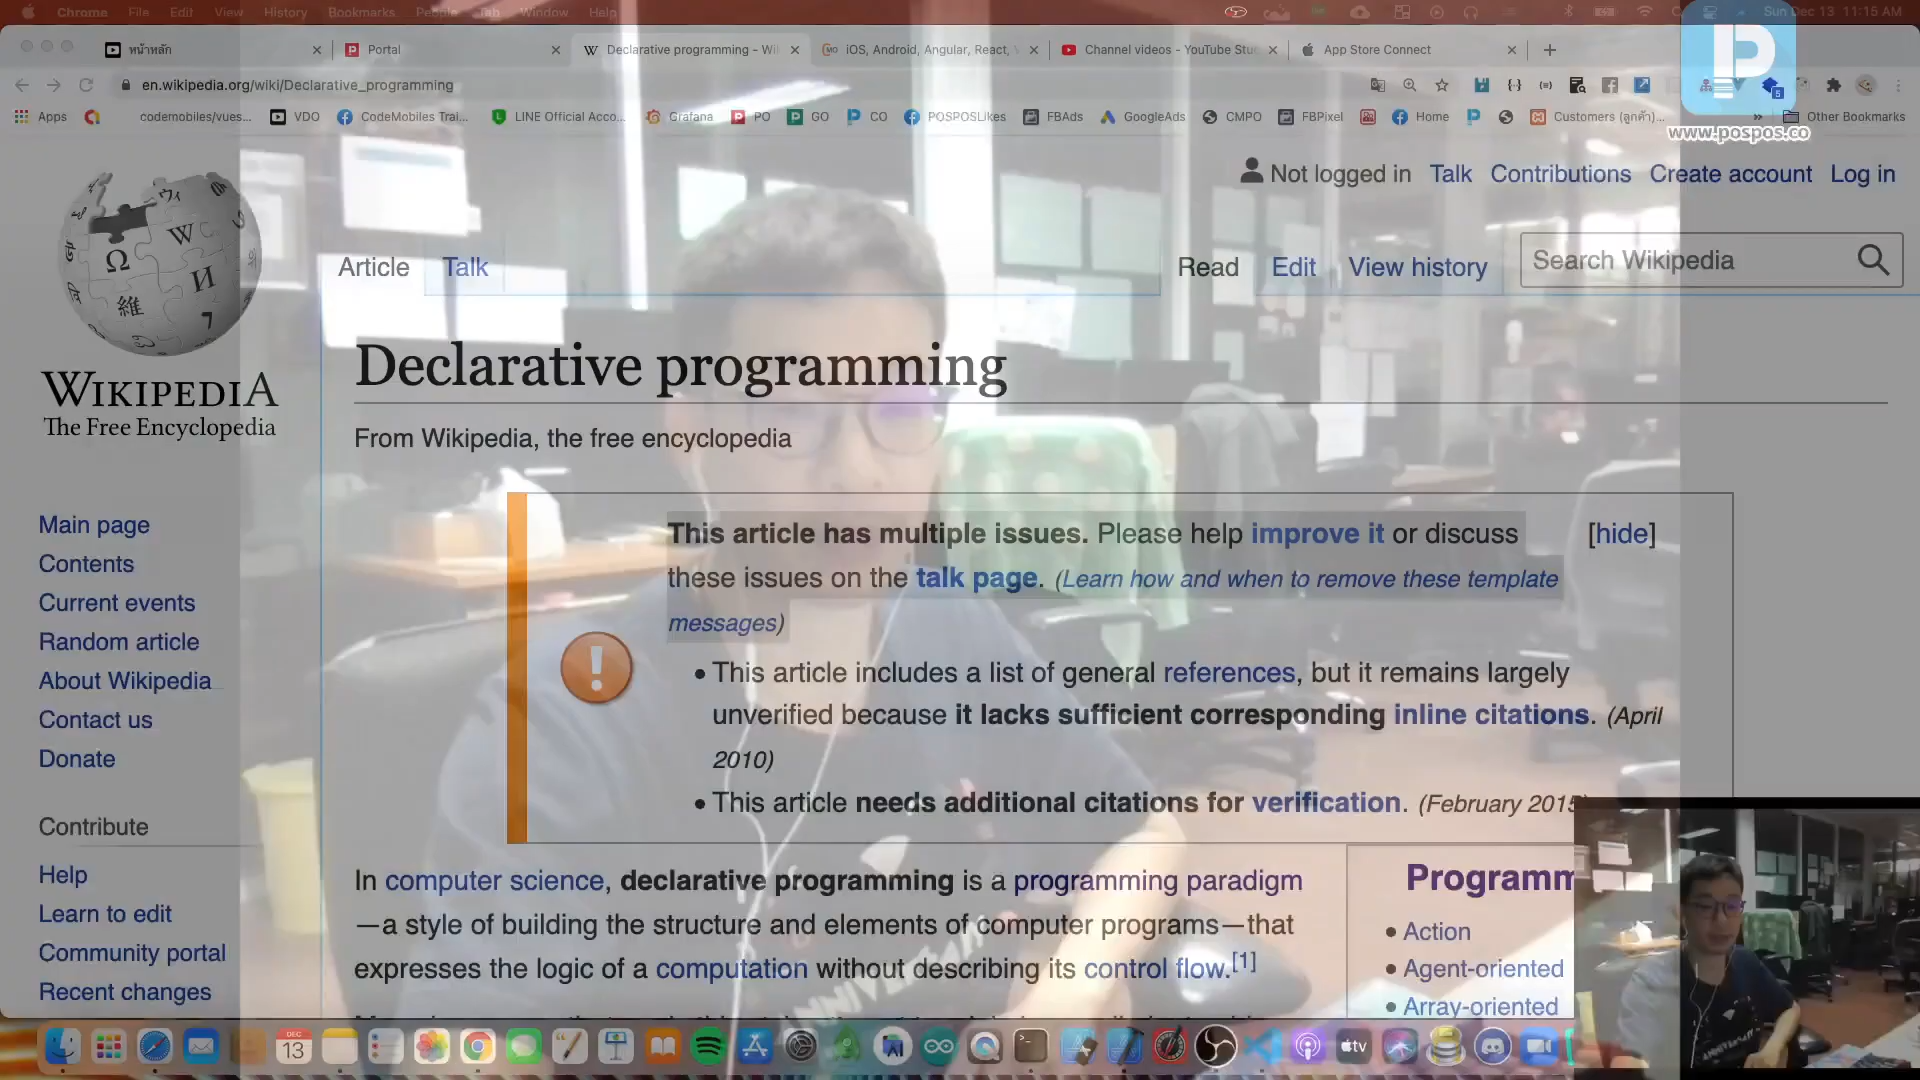 Chrome File Edit View History Bookmarks People Tab Window Help
Sun Dec 13 11:15 AM
หน้าหลัก
Portal
Declarative programming – Wi
iOS, Android, Angular, React,
Channel videos - YouTube Stu
App Store Connect
en.wikipedia.org/wiki/Declarative_programming
Apps
codemobiles/vues...
VDO
CodeMobiles Trai...
LINE Official Acco...
Grafana
PO
GO
CO
POSPOSLikes
FBAds
GoogleAds
CMPO
FBPixel
Home
Customers (ลูกค้า)...
Other Bookmarks
www.pospos.co
Not logged in Talk Contributions Create account Log in
Article Talk
Read Edit View history
Search Wikipedia
WIKIPEDIA
The Free Encyclopedia
Declarative programming
From Wikipedia, the free encyclopedia
Main page
Contents
Current events
Random article
About Wikipedia
Contact us
Donate
Contribute
Help
Learn to edit
Community portal
Recent changes
This article has multiple issues. Please help improve it or discuss [hide]
these issues on the talk page. (Learn how and when to remove these template
messages)
• This article includes a list of general references, but it remains largely
unverified because it lacks sufficient corresponding inline citations. (April
2010)
• This article needs additional citations for verification. (February 2015
In computer science, declarative programming is a programming paradigm
—a style of building the structure and elements of computer programs—that
expresses the logic of a computation without describing its control flow.[1]
Programm
• Action
• Agent-oriented
• Array-oriented
DEC
13
tv